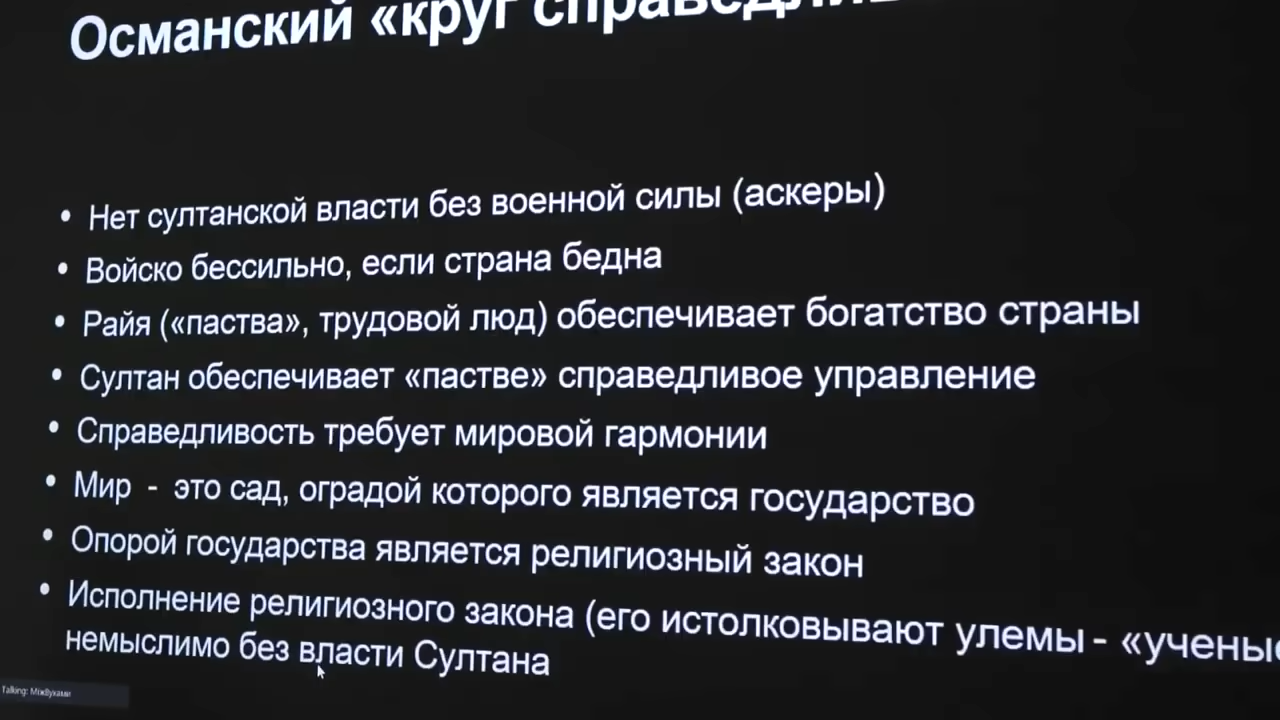 Османский «круг
• Нет султанской власти без военной силы (аскеры)
• Войско бессильно, если страна бедна
• Райя («паства», трудовой люд) обеспечивает богатство страны
• Султан обеспечивает «пастве» справедливое управление
• Справедливость требует мировой гармонии
• Мир - это сад, оградой которого является государство
• Опорой государства является религиозный закон
• Исполнение религиозного закона (его истолковывают улемы - «ученые
немыслимо без власти Султана
Talking: МіжВухами